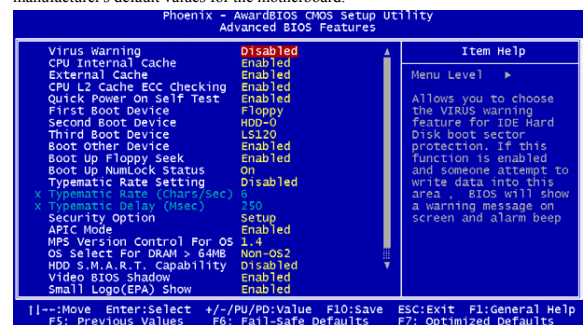 manufacturer's default values for the motherboard.
Phoenix - AwardBIOS CMOS Setup Utility
Advanced BIOS Features
Virus Warning Disabled
CPU Internal Cache Enabled
External Cache Enabled
CPU L2 Cache ECC Checking Enabled
Quick Power On Self Test Enabled
First Boot Device Floppy
Second Boot Device HDD-0
Third Boot Device LS120
Boot Other Device Enabled
Boot Up Floppy Seek Enabled
Boot Up NumLock Status On
Typematic Rate Setting Disabled
x Typematic Rate (Chars/Sec) 6
x Typematic Delay (Msec) 250
Security Option Setup
APIC Mode Enabled
MPS Version Control For OS 1.4
OS Select For DRAM > 64MB Non-OS2
HDD S.M.A.R.T. Capability Disabled
Video BIOS Shadow Enabled
Small Logo(EPA) Show Enabled
Item Help
Menu Level ►
Allows you to choose
the VIRUS warning
feature for IDE Hard
Disk boot sector
protection. If this
function is enabled
and someone attempt to
write data into this
area , BIOS will show
a warning message on
screen and alarm beep
↑↓→←:Move Enter:Select +/-/PU/PD:Value F10:Save ESC:Exit F1:General Help
F5: Previous Values F6: Fail-Safe Defaults F7: Optimized Defaults